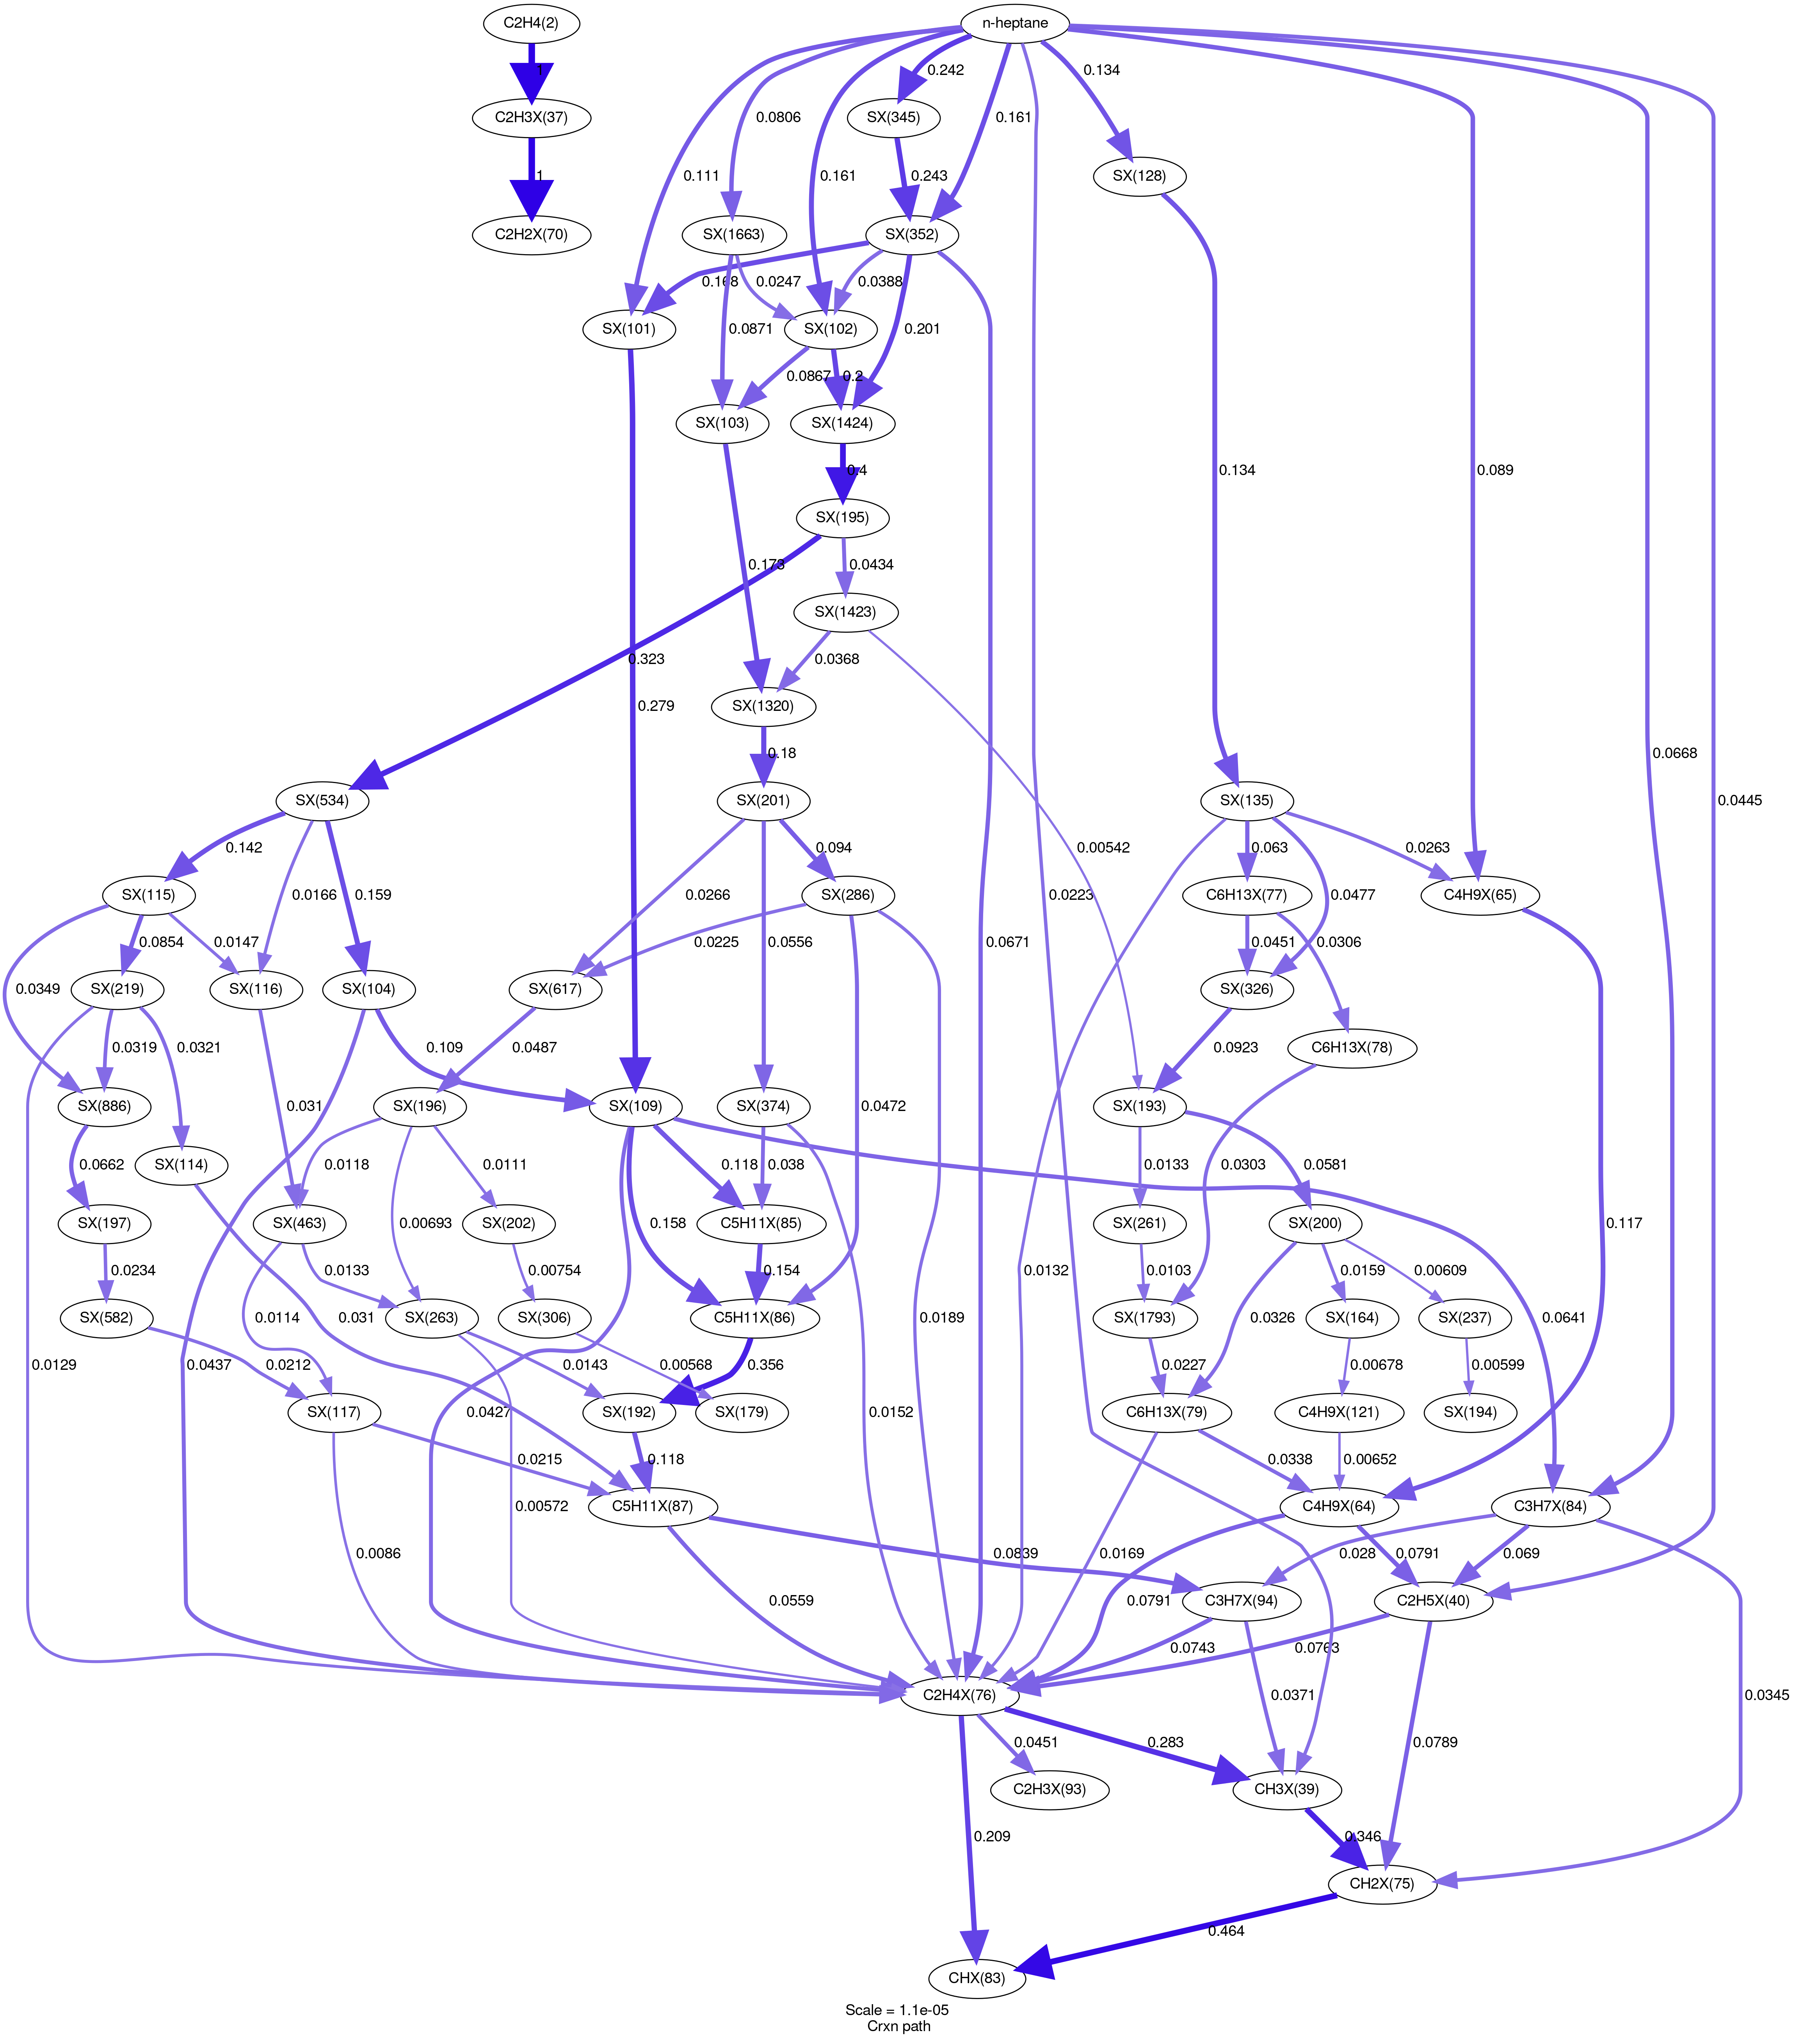 C2H4(2)
n-heptane
1
0.242
0.134
C2H3X(37)
SX(345)
0.0806
0.161
1
0.111
0.161
0.243
SX(128)
C2H2X(70)
SX(1663)
SX(352)
0.168
0.0247
0.0388
SX(101)
0.0871
SX(102)
0.201
0.0867
0.2
SX(103)
SX(1424)
0.134
0.089
0.4
SX(195)
0.173
0.0434
SX(1423)
0.323
0.0368
0.279
SX(1320)
0.18
0.0668
SX(534)
SX(201)
SX(135)
0.0445
0.142
0.094
0.00542
0.063
0.0263
SX(115)
0.0166
0.159
0.0266
SX(286)
0.0223
C6H13X(77)
0.0477
C4H9X(65)
0.0854
0.0147
0.0556
0.0225
0.0671
0.0451
0.0306
0.0349
SX(219)
SX(116)
SX(104)
SX(617)
SX(326)
0.0319
0.0321
0.109
0.0487
0.0923
C6H13X(78)
SX(886)
0.031
SX(196)
SX(109)
SX(374)
0.0472
SX(193)
0.0662
SX(114)
0.0118
0.0111
0.118
0.038
0.0303
0.0581
0.0133
SX(197)
SX(463)
0.00693
SX(202)
0.158
C5H11X(85)
SX(261)
SX(200)
0.117
0.0234
0.0133
0.00754
0.154
0.0132
0.0103
0.0159
0.00609
SX(582)
0.0114
0.031
SX(263)
SX(306)
C5H11X(86)
0.0189
SX(1793)
0.0326
SX(164)
SX(237)
0.0641
0.0129
0.0437
0.0212
0.0143
0.00568
0.356
0.0227
0.00678
0.00599
SX(117)
0.0427
SX(192)
SX(179)
0.0152
C6H13X(79)
C4H9X(121)
SX(194)
0.0215
0.118
0.0338
0.00652
0.00572
C5H11X(87)
C4H9X(64)
C3H7X(84)
0.0086
0.0839
0.0169
0.028
0.0791
0.069
0.0559
0.0791
C3H7X(94)
C2H5X(40)
0.0743
0.0763
C2H4X(76)
0.0371
0.0345
0.0451
0.283
0.0789
C2H3X(93)
CH3X(39)
0.209
0.346
CH2X(75)
0.464
CHX(83)
Scale = 1.1e-05
Crxn path